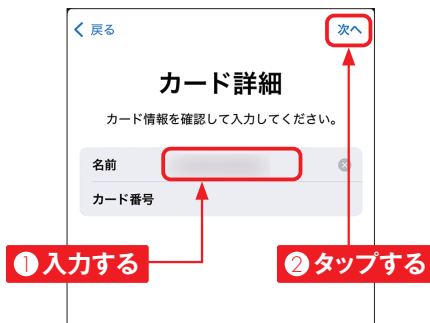 戻る
次へ
カード詳細
カード情報を確認して入力してください。
名前
カード番号
①入力する
②タップする